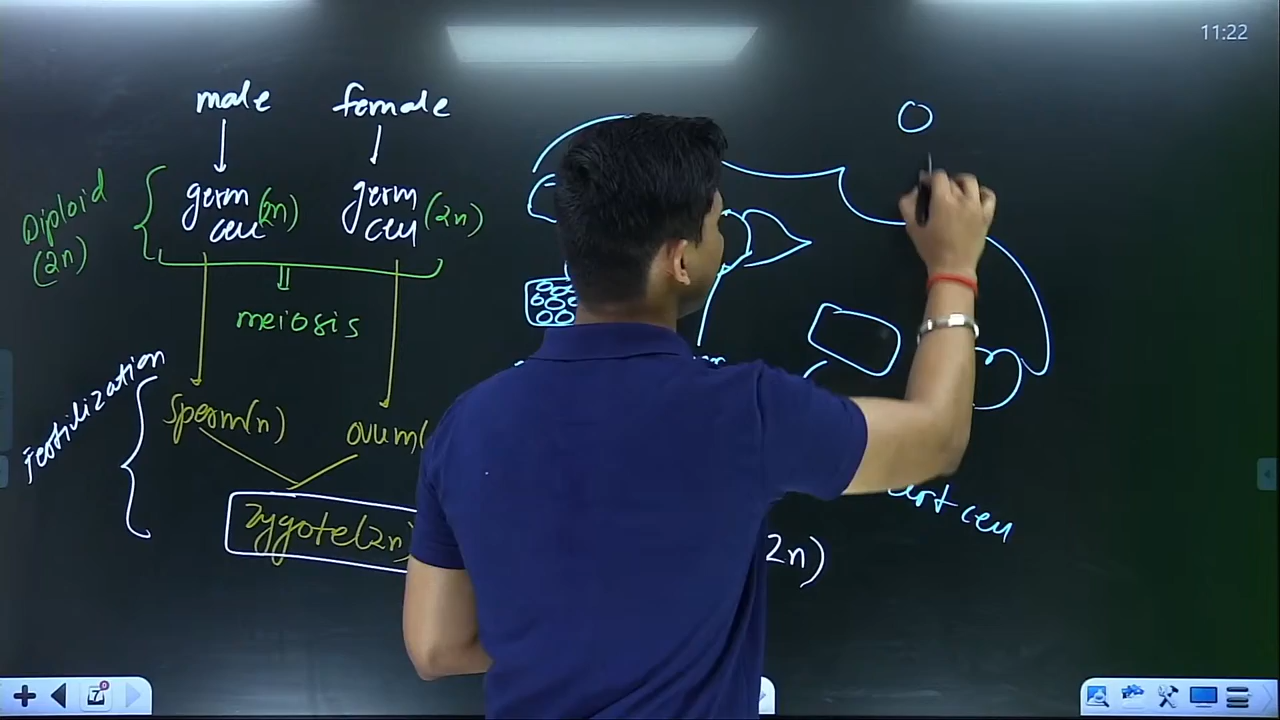 11:22
male female
germ cell (2n) germ cell (2n)
Diploid (2n)
meiosis
Fertilization
sperm(n) ovum(
zygote(2n)
cell
2n)
7